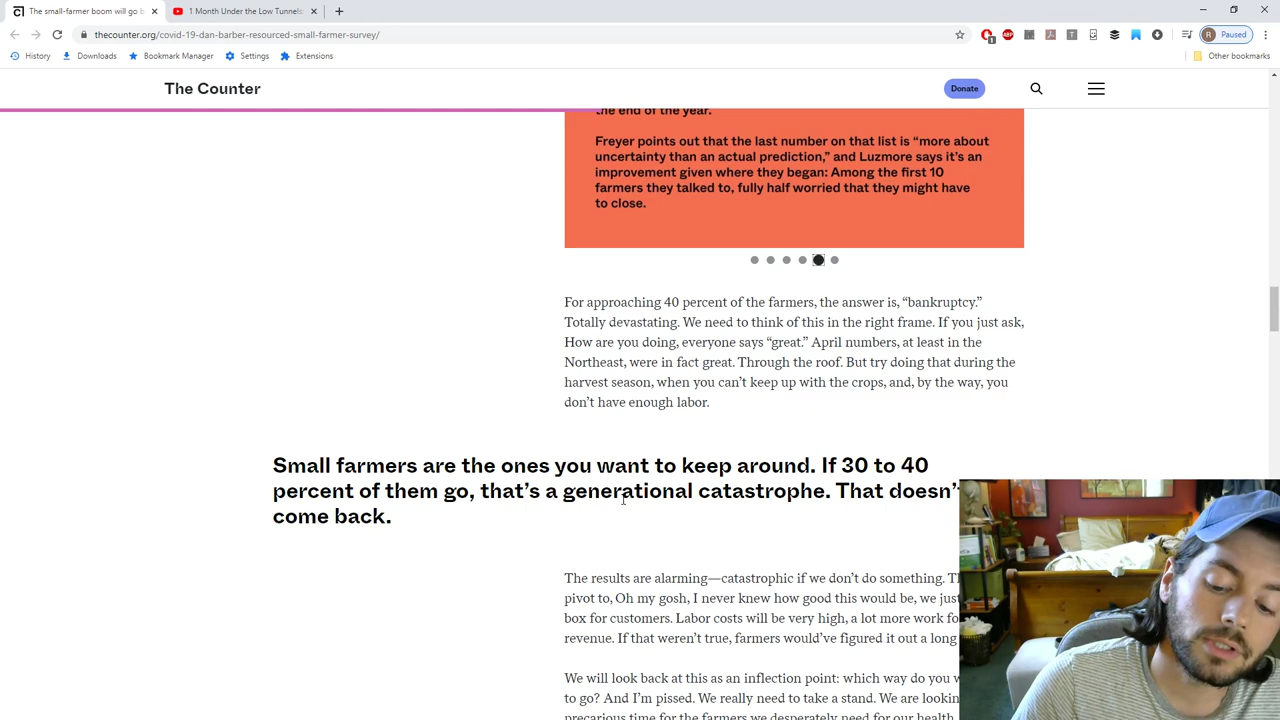 The small-farmer boom will go b
1 Month Under the Low Tunnels
thecounter.org/covid-19-dan-barber-resourced-small-farmer-survey/
Paused
History
Downloads
Bookmark Manager
Settings
Extensions
Other bookmarks
The Counter
Donate
the end of the year.
Freyer points out that the last number on that list is “more about
uncertainty than an actual prediction,” and Luzmore says it’s an
improvement given where they began: Among the first 10
farmers they talked to, fully half worried that they might have
to close.
For approaching 40 percent of the farmers, the answer is, “bankruptcy.”
Totally devastating. We need to think of this in the right frame. If you just ask,
How are you doing, everyone says “great.” April numbers, at least in the
Northeast, were in fact great. Through the roof. But try doing that during the
harvest season, when you can’t keep up with the crops, and, by the way, you
don’t have enough labor.
Small farmers are the ones you want to keep around. If 30 to 40
percent of them go, that’s a generational catastrophe. That doesn’
come back.
The results are alarming—catastrophic if we don’t do something.
pivot to, Oh my gosh, I never knew how good this would be, we jus
box for customers. Labor costs will be very high, a lot more work fo
revenue. If that weren’t true, farmers would’ve figured it out a long
We will look back at this as an inflection point: which way do you w
to go? And I’m pissed. We really need to take a stand. We are lookin
precarious time for the farmers we desperately need for our health